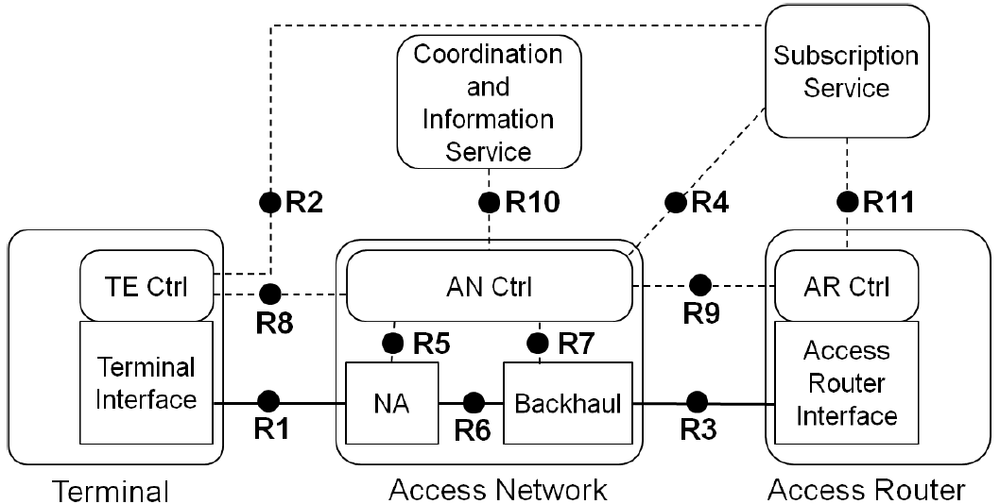 Coordination
and
Information
Service
Subscription
Service
R2
R10
R4
R11
TE Ctrl
AN Ctrl
AR Ctrl
R8
R9
R5
R7
Terminal
Interface
NA
Backhaul
Access
Router
Interface
R1
R6
R3
Terminal
Access Network
Access Router